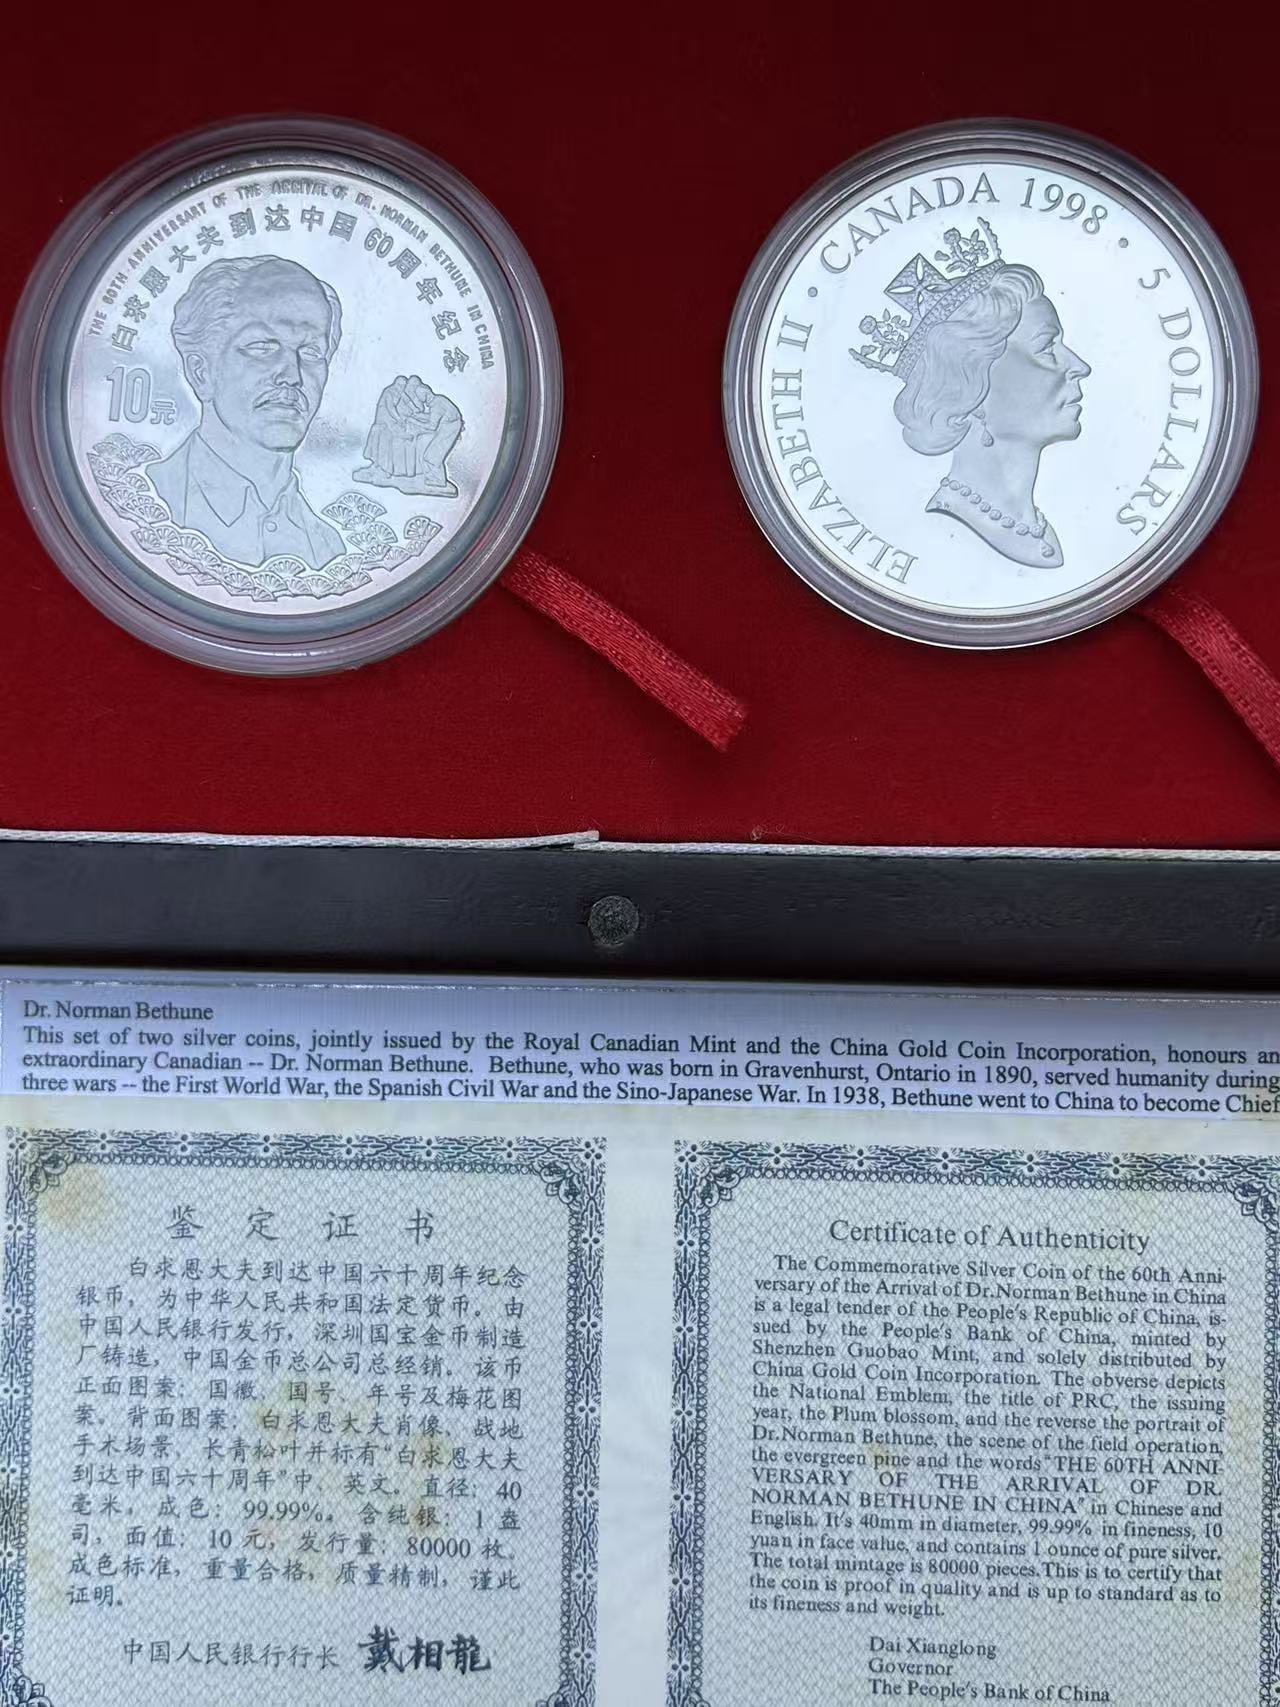 THE 60TH ANNIVERSARY OF THE ARRIVAL OF DR. NORMAN BETHUNE IN CHINA
白求恩大夫到达中国60周年纪念
10元
ELIZABETH II · CANADA 1998 · 5 DOLLARS
Dr. Norman Bethune
This set of two silver coins, jointly issued by the Royal Canadian Mint and the China Gold Coin Incorporation, honours an
extraordinary Canadian -- Dr. Norman Bethune. Bethune, who was born in Gravenhurst, Ontario in 1890, served humanity during
three wars -- the First World War, the Spanish Civil War and the Sino-Japanese War. In 1938, Bethune went to China to become Chief
鉴定证书
白求恩大夫到达中国六十周年纪念
银币，为中华人民共和国法定货币。由
中国人民银行发行，深圳国宝金币制造
厂铸造，中国金币总公司总经销。该币
正面图案：国徽、国号、年号及梅花图
案。背面图案：白求恩大夫肖像，战地
手术场景，长青松叶并标有“白求恩大夫
到达中国六十周年”中、英文。直径：40
毫米。成色：99.99%。含纯银：1盎
司，面值：10元，发行量：80000枚。
成色标准，重量合格，质量精制，谨此
证明。
中国人民银行行长 戴相龍
Certificate of Authenticity
The Commemorative Silver Coin of the 60th Anni-
versary of the Arrival of Dr.Norman Bethune in China
is a legal tender of the People's Republic of China, is-
sued by the People's Bank of China, minted by
Shenzhen Guobao Mint, and solely distributed by
China Gold Coin Incorporation. The obverse depicts
the National Emblem, the title of PRC, the issuing
year, the Plum blossom, and the reverse the portrait of
Dr.Norman Bethune, the scene of the field operation,
the evergreen pine and the words "THE 60TH ANNI-
VERSARY OF THE ARRIVAL OF DR.
NORMAN BETHUNE IN CHINA" in Chinese and
English. It's 40mm in diameter, 99.99% in fineness, 10
yuan in face value, and contains 1 ounce of pure silver.
The total mintage is 80000 pieces.This is to certify that
the coin is proof in quality and is up to standard as to
its fineness and weight.
Dai Xianglong
Governor
The People's Bank of China